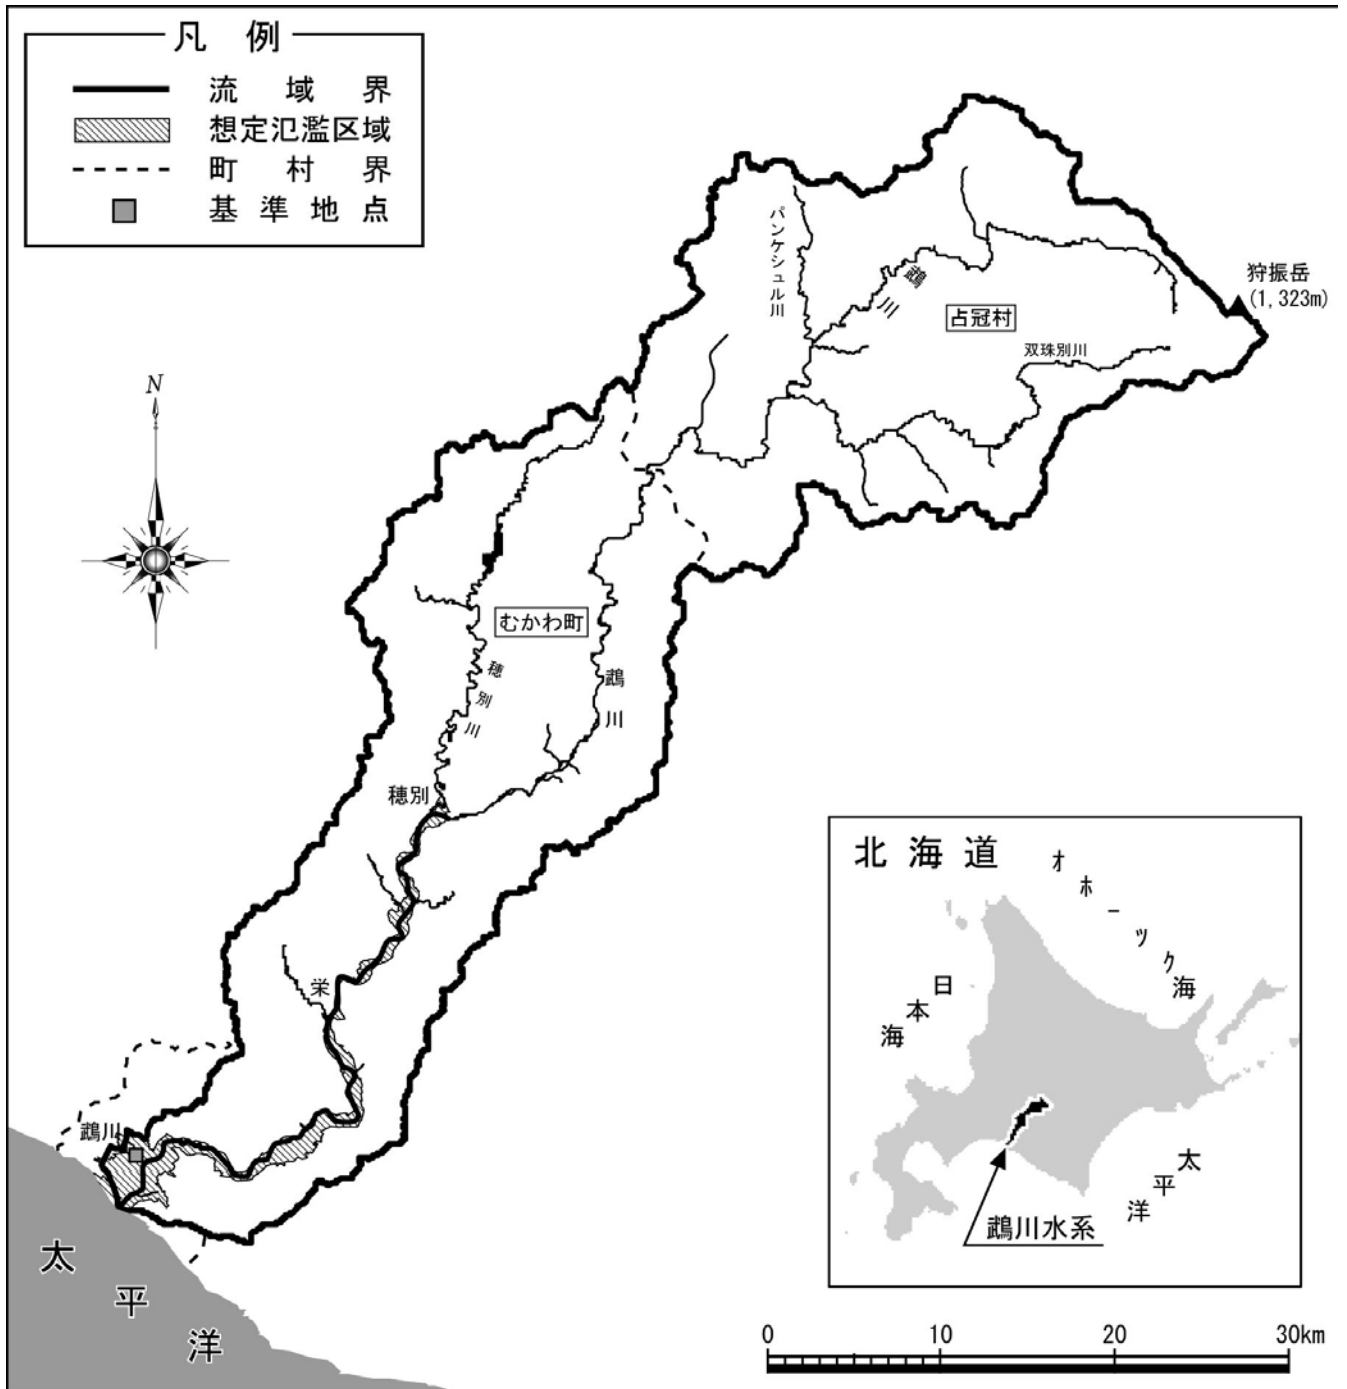 凡例
流域界
想定氾濫区域
町村界
基準地点
狩振岳
(1,323m)
パンケシュル川
鵡川
占冠村
双珠別川
N
むかわ町
穂別川
鵡川
穂別
栄
鵡川
太平洋
北海道
オホーツク海
日本海
太平洋
鵡川水系
0 10 20 30km